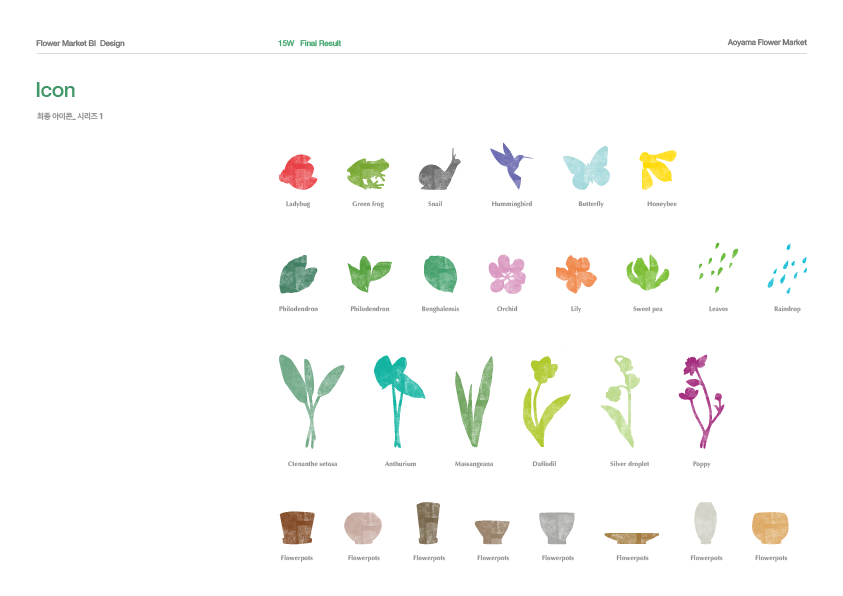 Flower Market BI Design
15W Final Result
Aoyama Flower Market
Icon
최종 아이콘_ 시리즈 1
Ladybug
Green frog
Snail
Hummingbird
Butterfly
Honeybee
Philodendron
Philodendron
Benghalensis
Orchid
Lily
Sweet pea
Leaves
Raindrop
Ctenanthe setosa
Anthurium
Massangeana
Daffodil
Silver droplet
Poppy
Flowerpots
Flowerpots
Flowerpots
Flowerpots
Flowerpots
Flowerpots
Flowerpots
Flowerpots